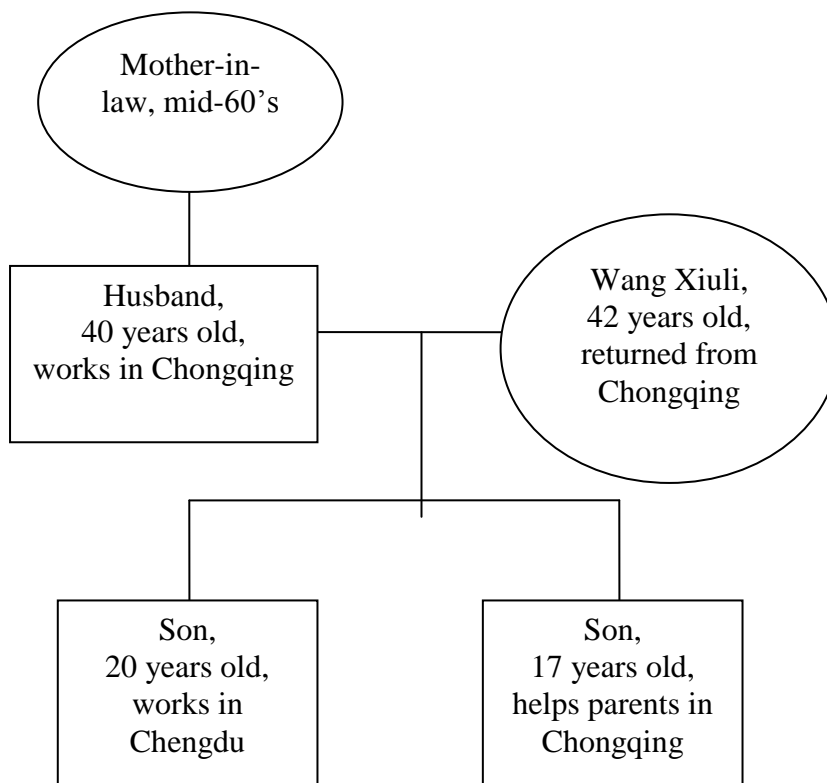 Mother-in-
law, mid-60’s
Husband,
40 years old,
works in Chongqing
Wang Xiuli,
42 years old,
returned from
Chongqing
Son,
20 years old,
works in
Chengdu
Son,
17 years old,
helps parents in
Chongqing